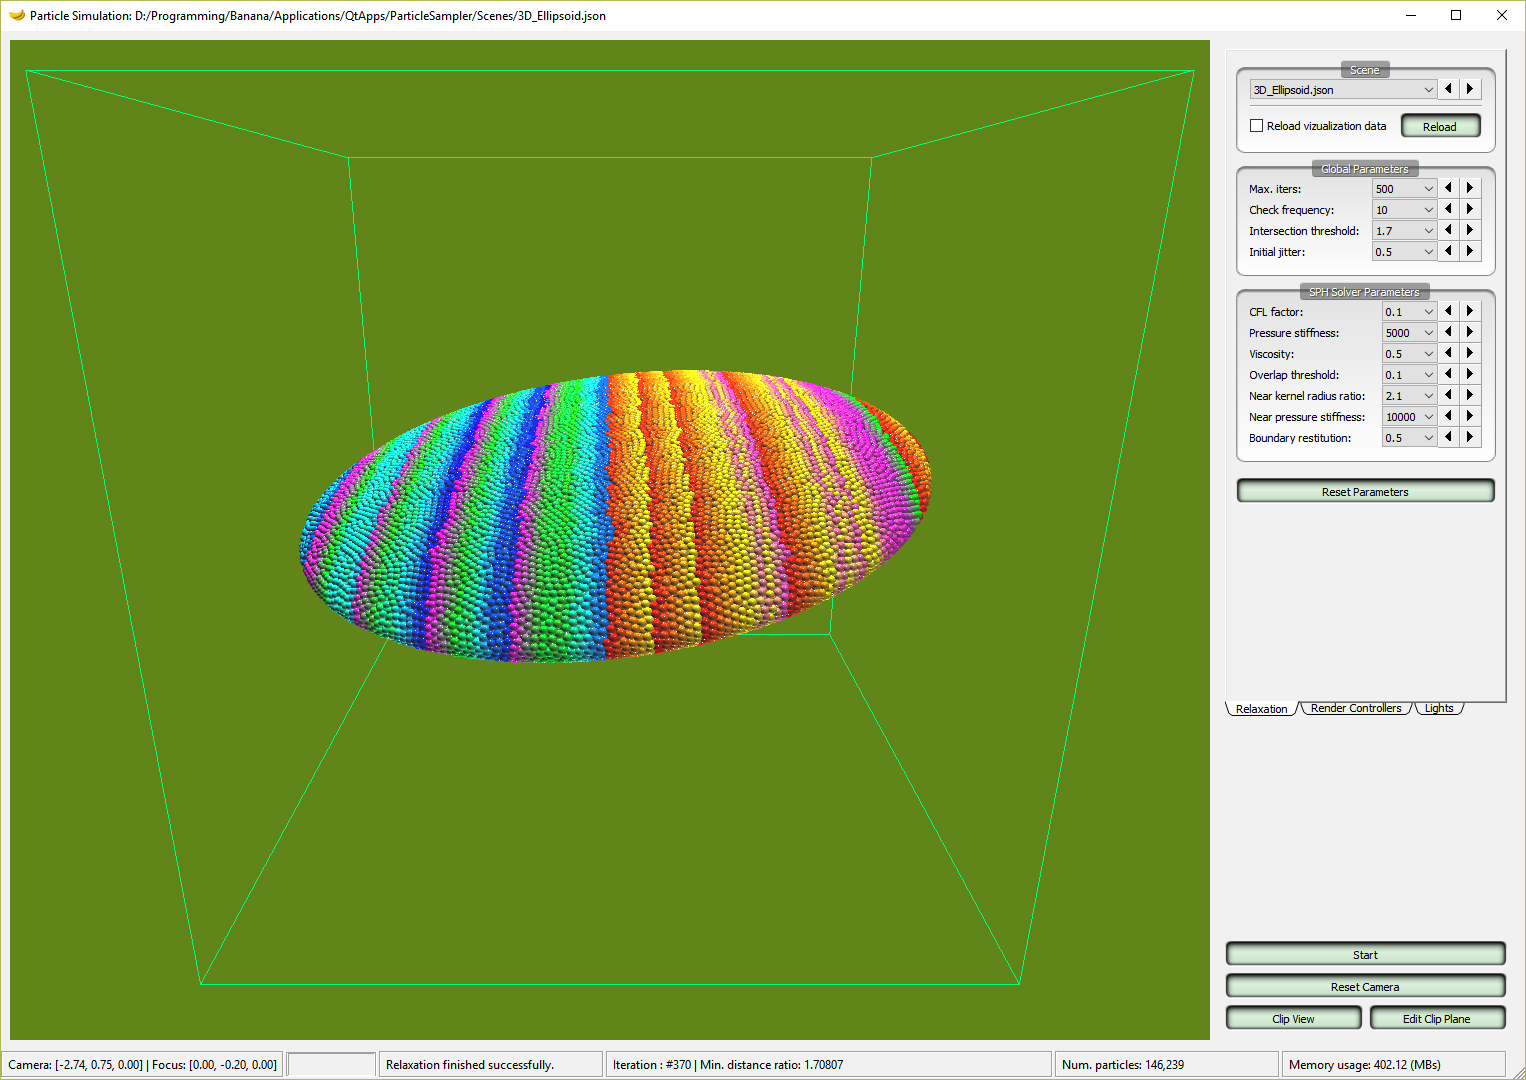 Particle Simulation: D:/Programming/Banana/Applications/QtApps/ParticleSampler/Scenes/3D_Ellipsoid.json
Scene
3D_Ellipsoid.json
Reload vizualization data
Reload
Global Parameters
Max. iters: 500
Check frequency: 10
Intersection threshold: 1.7
Initial jitter: 0.5
SPH Solver Parameters
CFL factor: 0.1
Pressure stiffness: 5000
Viscosity: 0.5
Overlap threshold: 0.1
Near kernel radius ratio: 2.1
Near pressure stiffness: 10000
Boundary restitution: 0.5
Reset Parameters
Relaxation Render Controllers Lights
Start
Reset Camera
Clip View Edit Clip Plane
Camera: [-2.74, 0.75, 0.00] | Focus: [0.00, -0.20, 0.00] Relaxation finished successfully. Iteration : #370 | Min. distance ratio: 1.70807 Num. particles: 146,239 Memory usage: 402.12 (MBs)